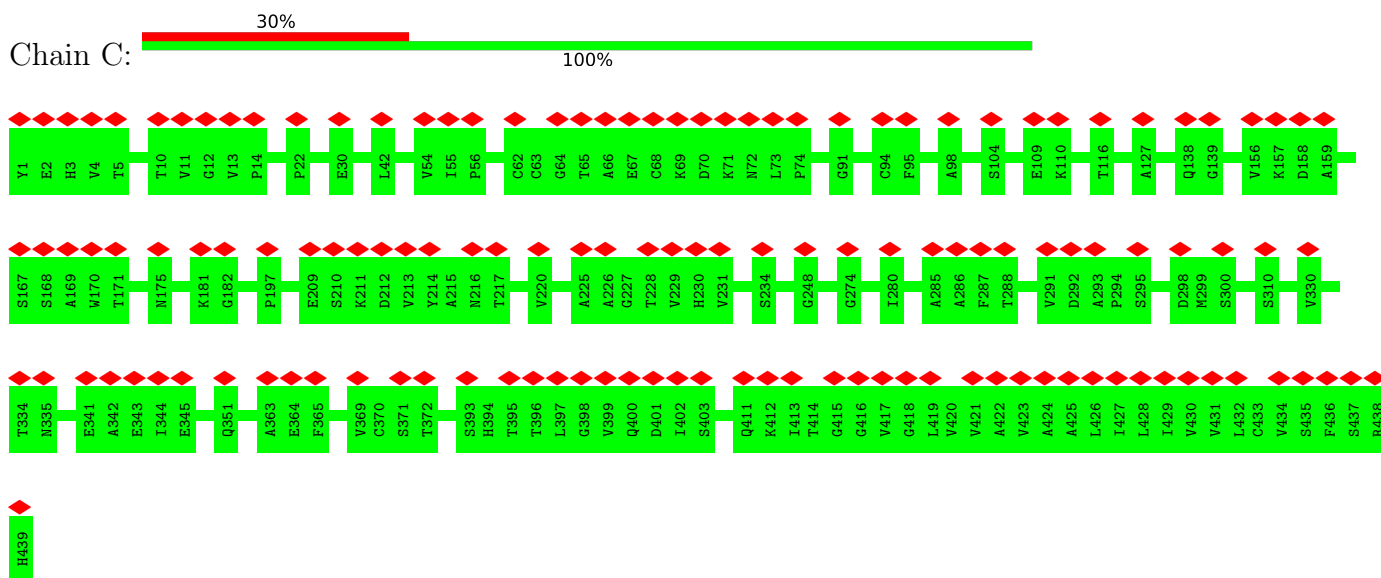 30%
Chain C:
100%
Y1 E2 H3 V4 T5 T10 V11 G12 V13 P14 P22 E30 L42 V54 I55 P56 C62 C63 G64 T65 A66 E67 C68 K69 D70 K71 N72 L73 P74 G91 C94 F95 A98 S104 E109 K110 T116 A127 Q138 G139 V156 K157 D158 A159
S167 S168 A169 W170 T171 N175 K181 G182 P197 E209 S210 K211 D212 V213 Y214 A215 N216 T217 V220 A225 A226 G227 T228 V229 H230 V231 S234 G248 G274 I280 A285 A286 F287 T288 V291 D292 A293 P294 S295 D298 M299 S300 S310 V330
T334 N335 E341 A342 E343 I344 E345 Q351 A363 E364 F365 V369 C370 S371 T372 S393 H394 T395 T396 L397 G398 V399 Q400 D401 I402 S403 Q411 K412 I413 T414 G415 G416 V417 G418 L419 V420 V421 A422 V423 A424 A425 L426 I427 L428 I429 V430 V431 L432 C433 V434 S435 F436 S437 R438
H439